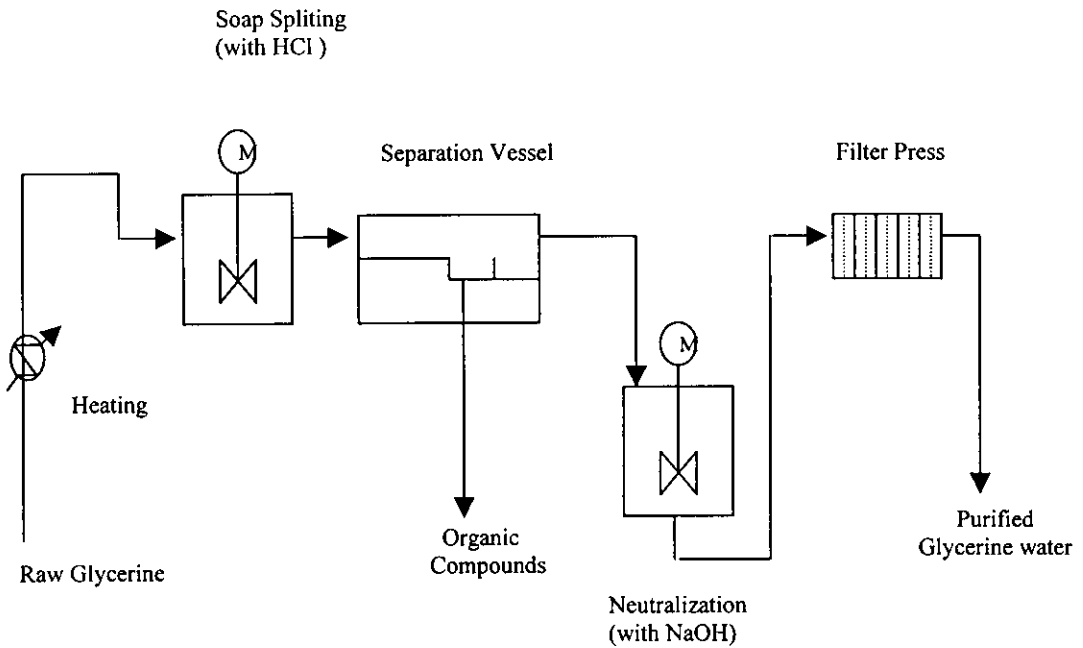 Soap Spliting
(with HCl )
M
Separation Vessel
Filter Press
M
Heating
Raw Glycerine
Organic
Compounds
Purified
Glycerine water
Neutralization
(with NaOH)